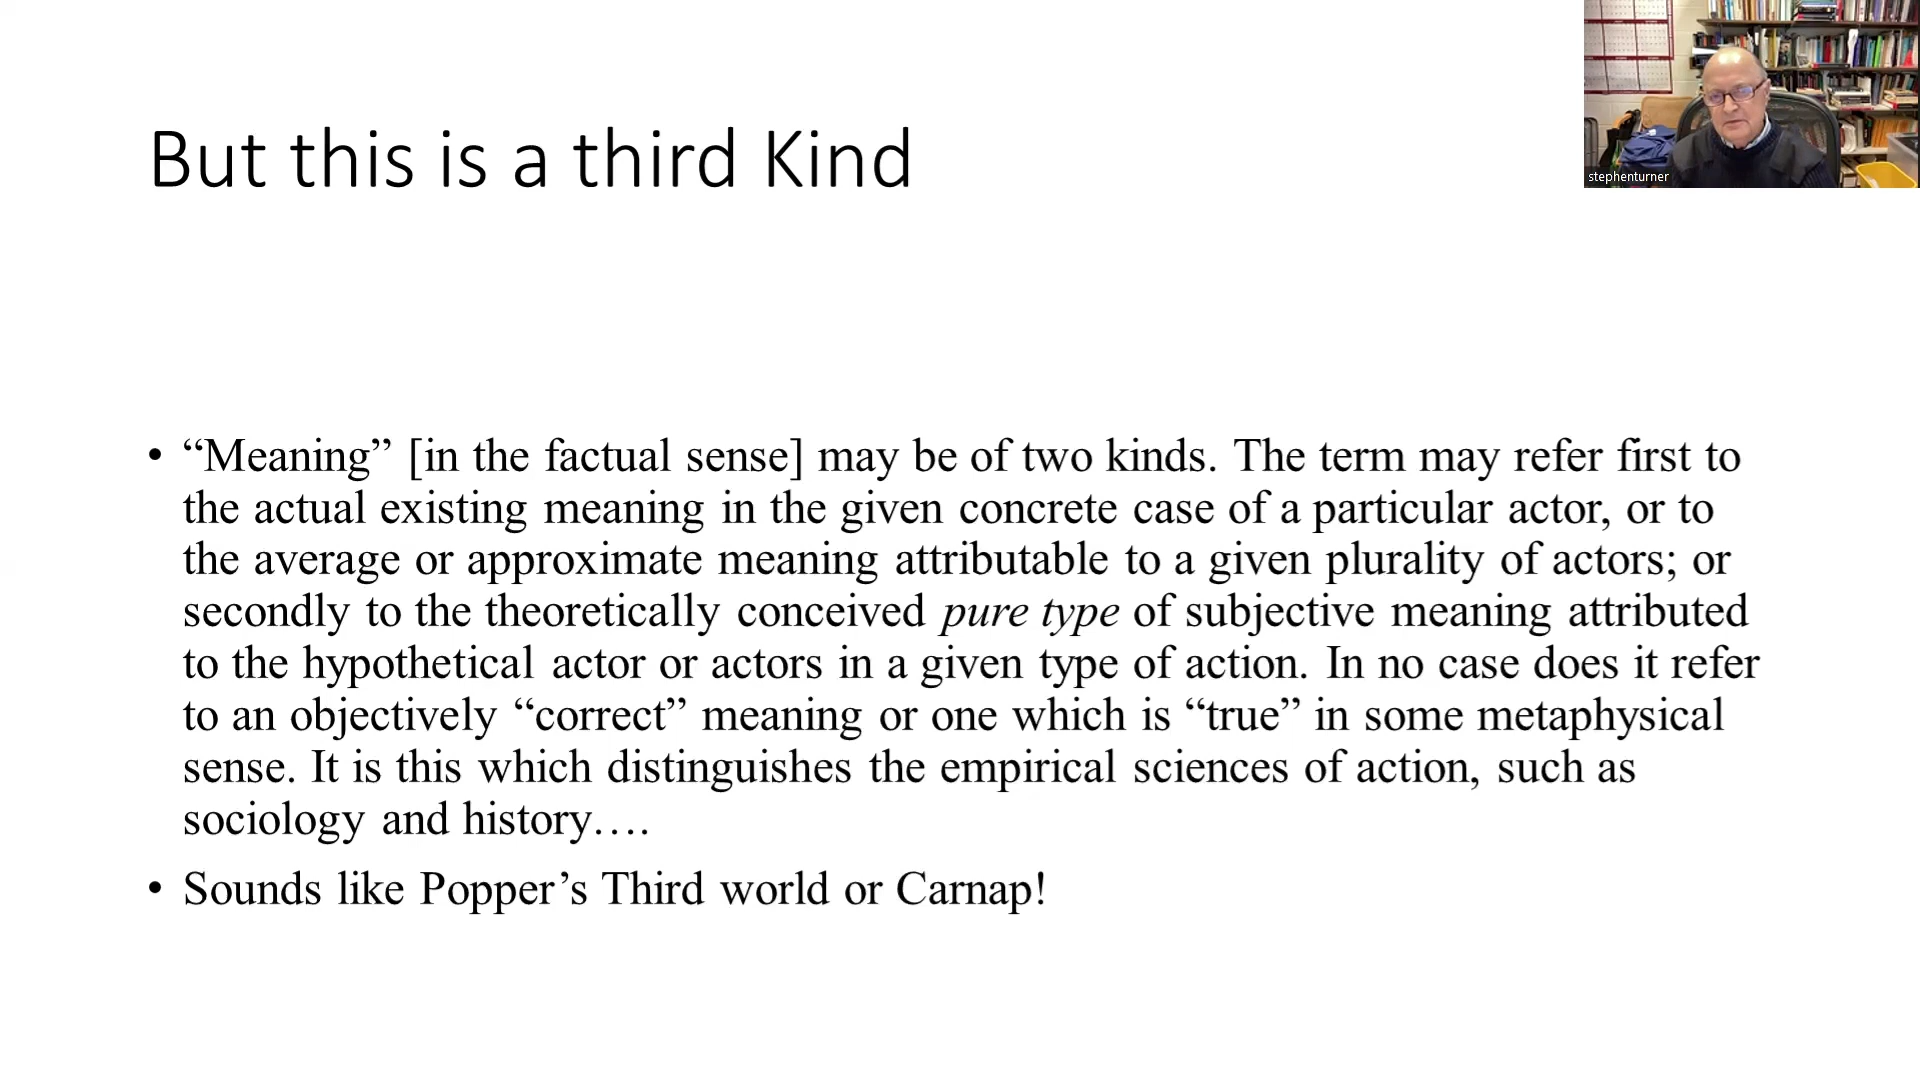 stephenturner
But this is a third Kind
• “Meaning” [in the factual sense] may be of two kinds. The term may refer first to
the actual existing meaning in the given concrete case of a particular actor, or to
the average or approximate meaning attributable to a given plurality of actors; or
secondly to the theoretically conceived pure type of subjective meaning attributed
to the hypothetical actor or actors in a given type of action. In no case does it refer
to an objectively “correct” meaning or one which is “true” in some metaphysical
sense. It is this which distinguishes the empirical sciences of action, such as
sociology and history….
• Sounds like Popper’s Third world or Carnap!